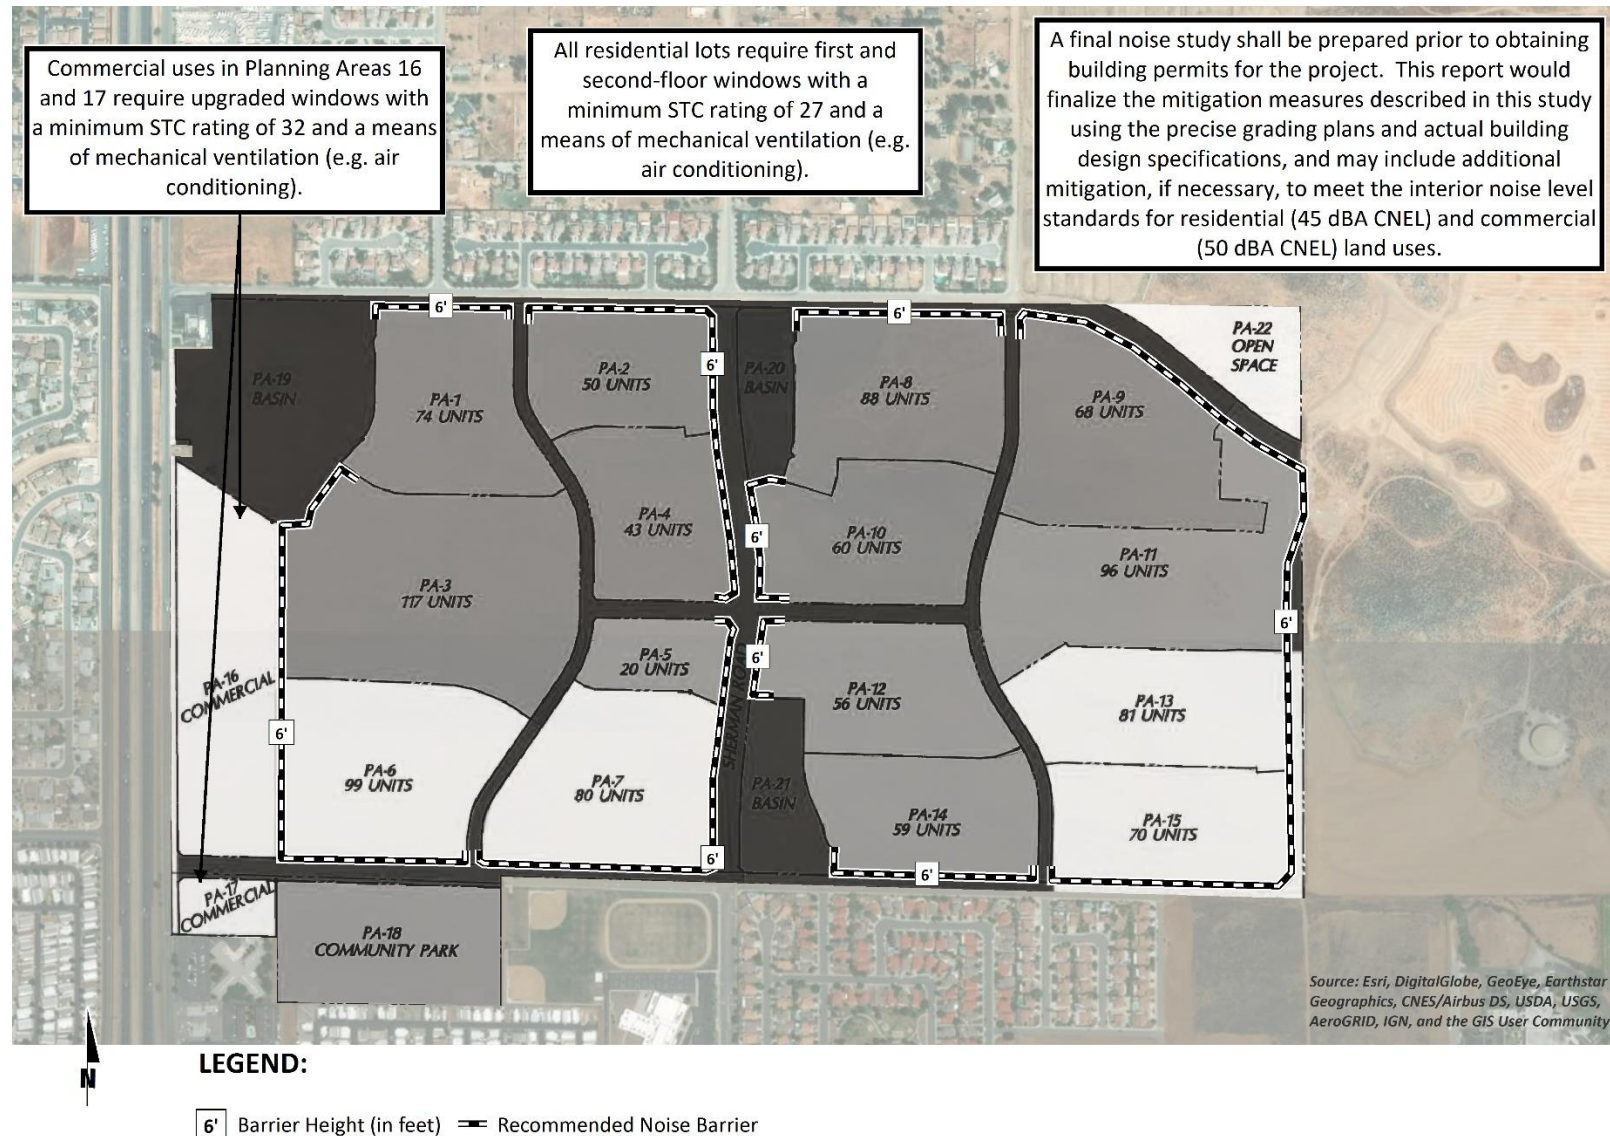 Commercial uses in Planning Areas 16
and 17 require upgraded windows with
a minimum STC rating of 32 and a means
of mechanical ventilation (e.g. air
conditioning).
All residential lots require first and
second-floor windows with a
minimum STC rating of 27 and a
means of mechanical ventilation (e.g.
air conditioning).
A final noise study shall be prepared prior to obtaining
building permits for the project. This report would
finalize the mitigation measures described in this study
using the precise grading plans and actual building
design specifications, and may include additional
mitigation, if necessary, to meet the interior noise level
standards for residential (45 dBA CNEL) and commercial
(50 dBA CNEL) land uses.
6'
6'
PA-22
OPEN
SPACE
PA-19
BASIN
PA-1
74 UNITS
PA-2
50 UNITS
6'
PA-20
BASIN
PA-8
88 UNITS
PA-9
68 UNITS
PA-4
43 UNITS
6'
PA-10
60 UNITS
PA-11
96 UNITS
PA-3
117 UNITS
6'
PA-5
20 UNITS
6'
SHERMAN ROAD
PA-12
56 UNITS
PA-16
COMMERCIAL
PA-13
81 UNITS
6'
PA-6
99 UNITS
PA-7
80 UNITS
PA-21
BASIN
PA-14
59 UNITS
PA-15
70 UNITS
6'
6'
PA-17
COMMERCIAL
PA-18
COMMUNITY PARK
Source: Esri, DigitalGlobe, GeoEye, Earthstar
Geographics, CNES/Airbus DS, USDA, USGS,
AeroGRID, IGN, and the GIS User Community
N
LEGEND:
6' Barrier Height (in feet) Recommended Noise Barrier